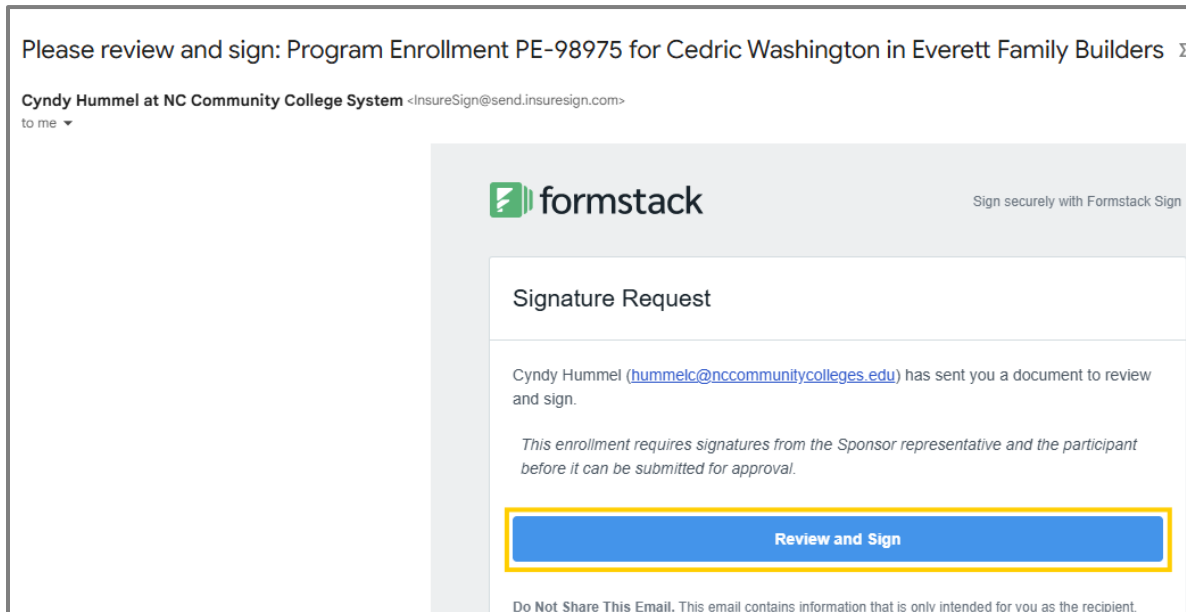 Please review and sign: Program Enrollment PE-98975 for Cedric Washington in Everett Family Builders
Cyndy Hummel at NC Community College System <InsureSign@send.insuresign.com>
to me
formstack
Sign securely with Formstack Sign
Signature Request
Cyndy Hummel (hummelc@nccommunitycolleges.edu) has sent you a document to review
and sign.
This enrollment requires signatures from the Sponsor representative and the participant
before it can be submitted for approval.
Review and Sign
Do Not Share This Email. This email contains information that is only intended for you as the recipient.